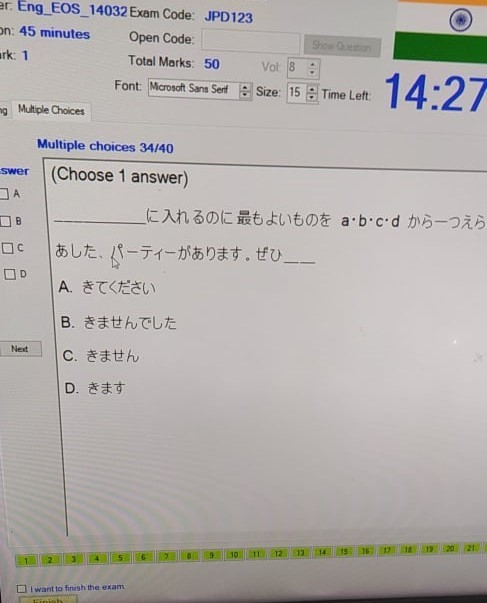 er: Eng_EOS_14032 Exam Code: JPD123
on: 45 minutes Open Code: Show Question
rk: 1 Total Marks: 50 Vol: 8
Font: Microsoft Sans Serif Size: 15 Time Left: 14:27
ng Multiple Choices
Multiple choices 34/40
swer
(Choose 1 answer)
A
B
C
D
Next
__________に入れるのに最もよいものを a・b・c・d から一つえら
あした、パーティーがあります。ぜひ____
A. きてください
B. きませんでした
C. きません
D. きます
1 2 3 4 5 6 7 8 9 10 11 12 13 14 15 16 17 18 19 20 21
I want to finish the exam.
Finish